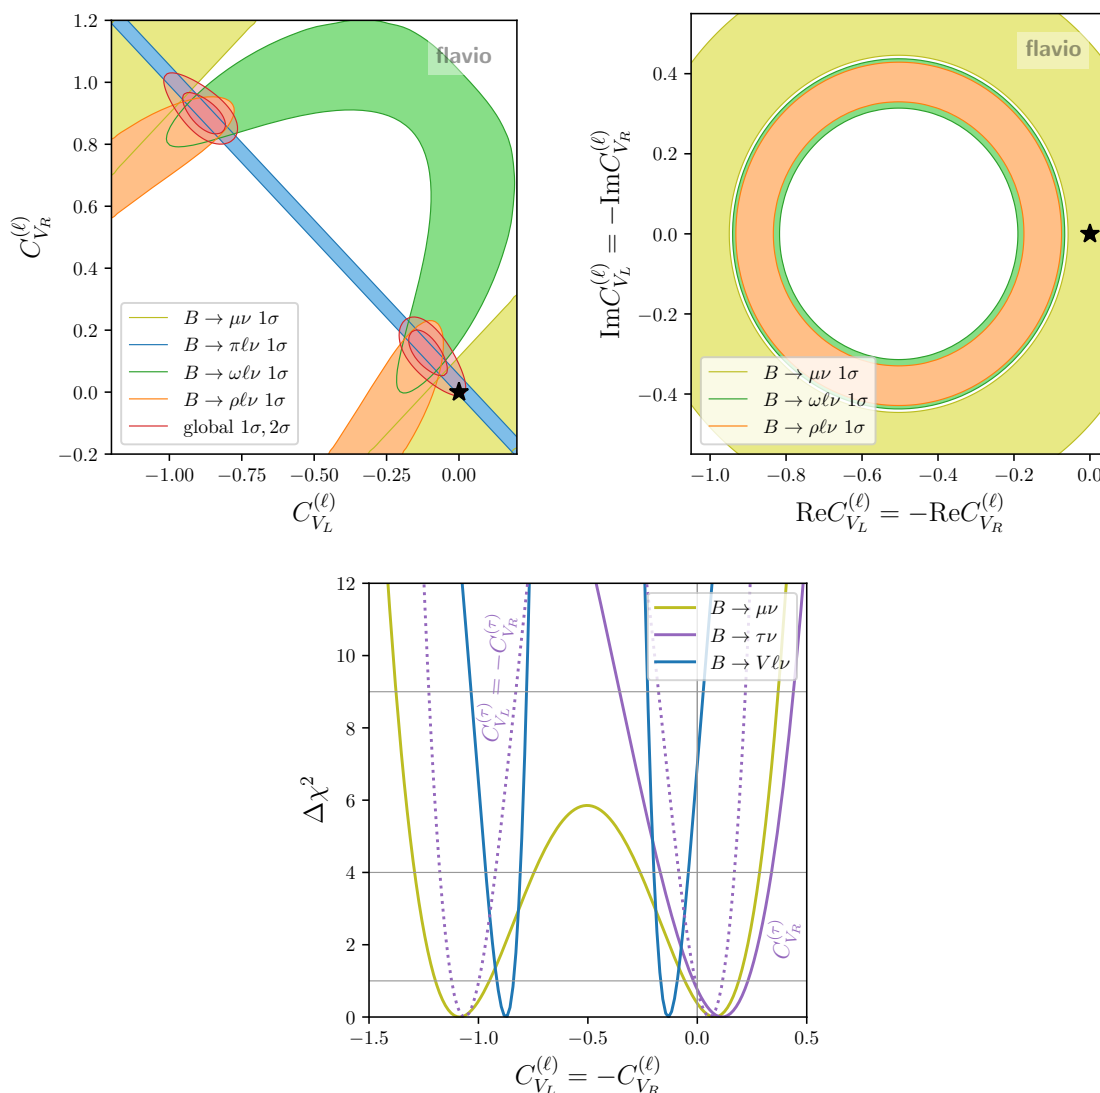 flavio
1.2
1.0
0.8
0.6
0.4
0.2
0.0
−0.2
C_{V_R}^{(ℓ)}
B → μν 1σ
B → πℓν 1σ
B → ωℓν 1σ
B → ρℓν 1σ
global 1σ, 2σ
−1.00 −0.75 −0.50 −0.25 0.00
C_{V_L}^{(ℓ)}
flavio
0.4
0.2
0.0
−0.2
−0.4
ImC_{V_L}^{(ℓ)} = −ImC_{V_R}^{(ℓ)}
B → μν 1σ
B → ωℓν 1σ
B → ρℓν 1σ
−1.0 −0.8 −0.6 −0.4 −0.2 0.0
ReC_{V_L}^{(ℓ)} = −ReC_{V_R}^{(ℓ)}
12
10
8
6
4
2
0
Δχ²
B → μν
B → τν
B → Vℓν
C_{V_L}^{(τ)} = −C_{V_R}^{(τ)}
C_{V_R}^{(τ)}
−1.5 −1.0 −0.5 0.0 0.5
C_{V_L}^{(ℓ)} = −C_{V_R}^{(ℓ)}